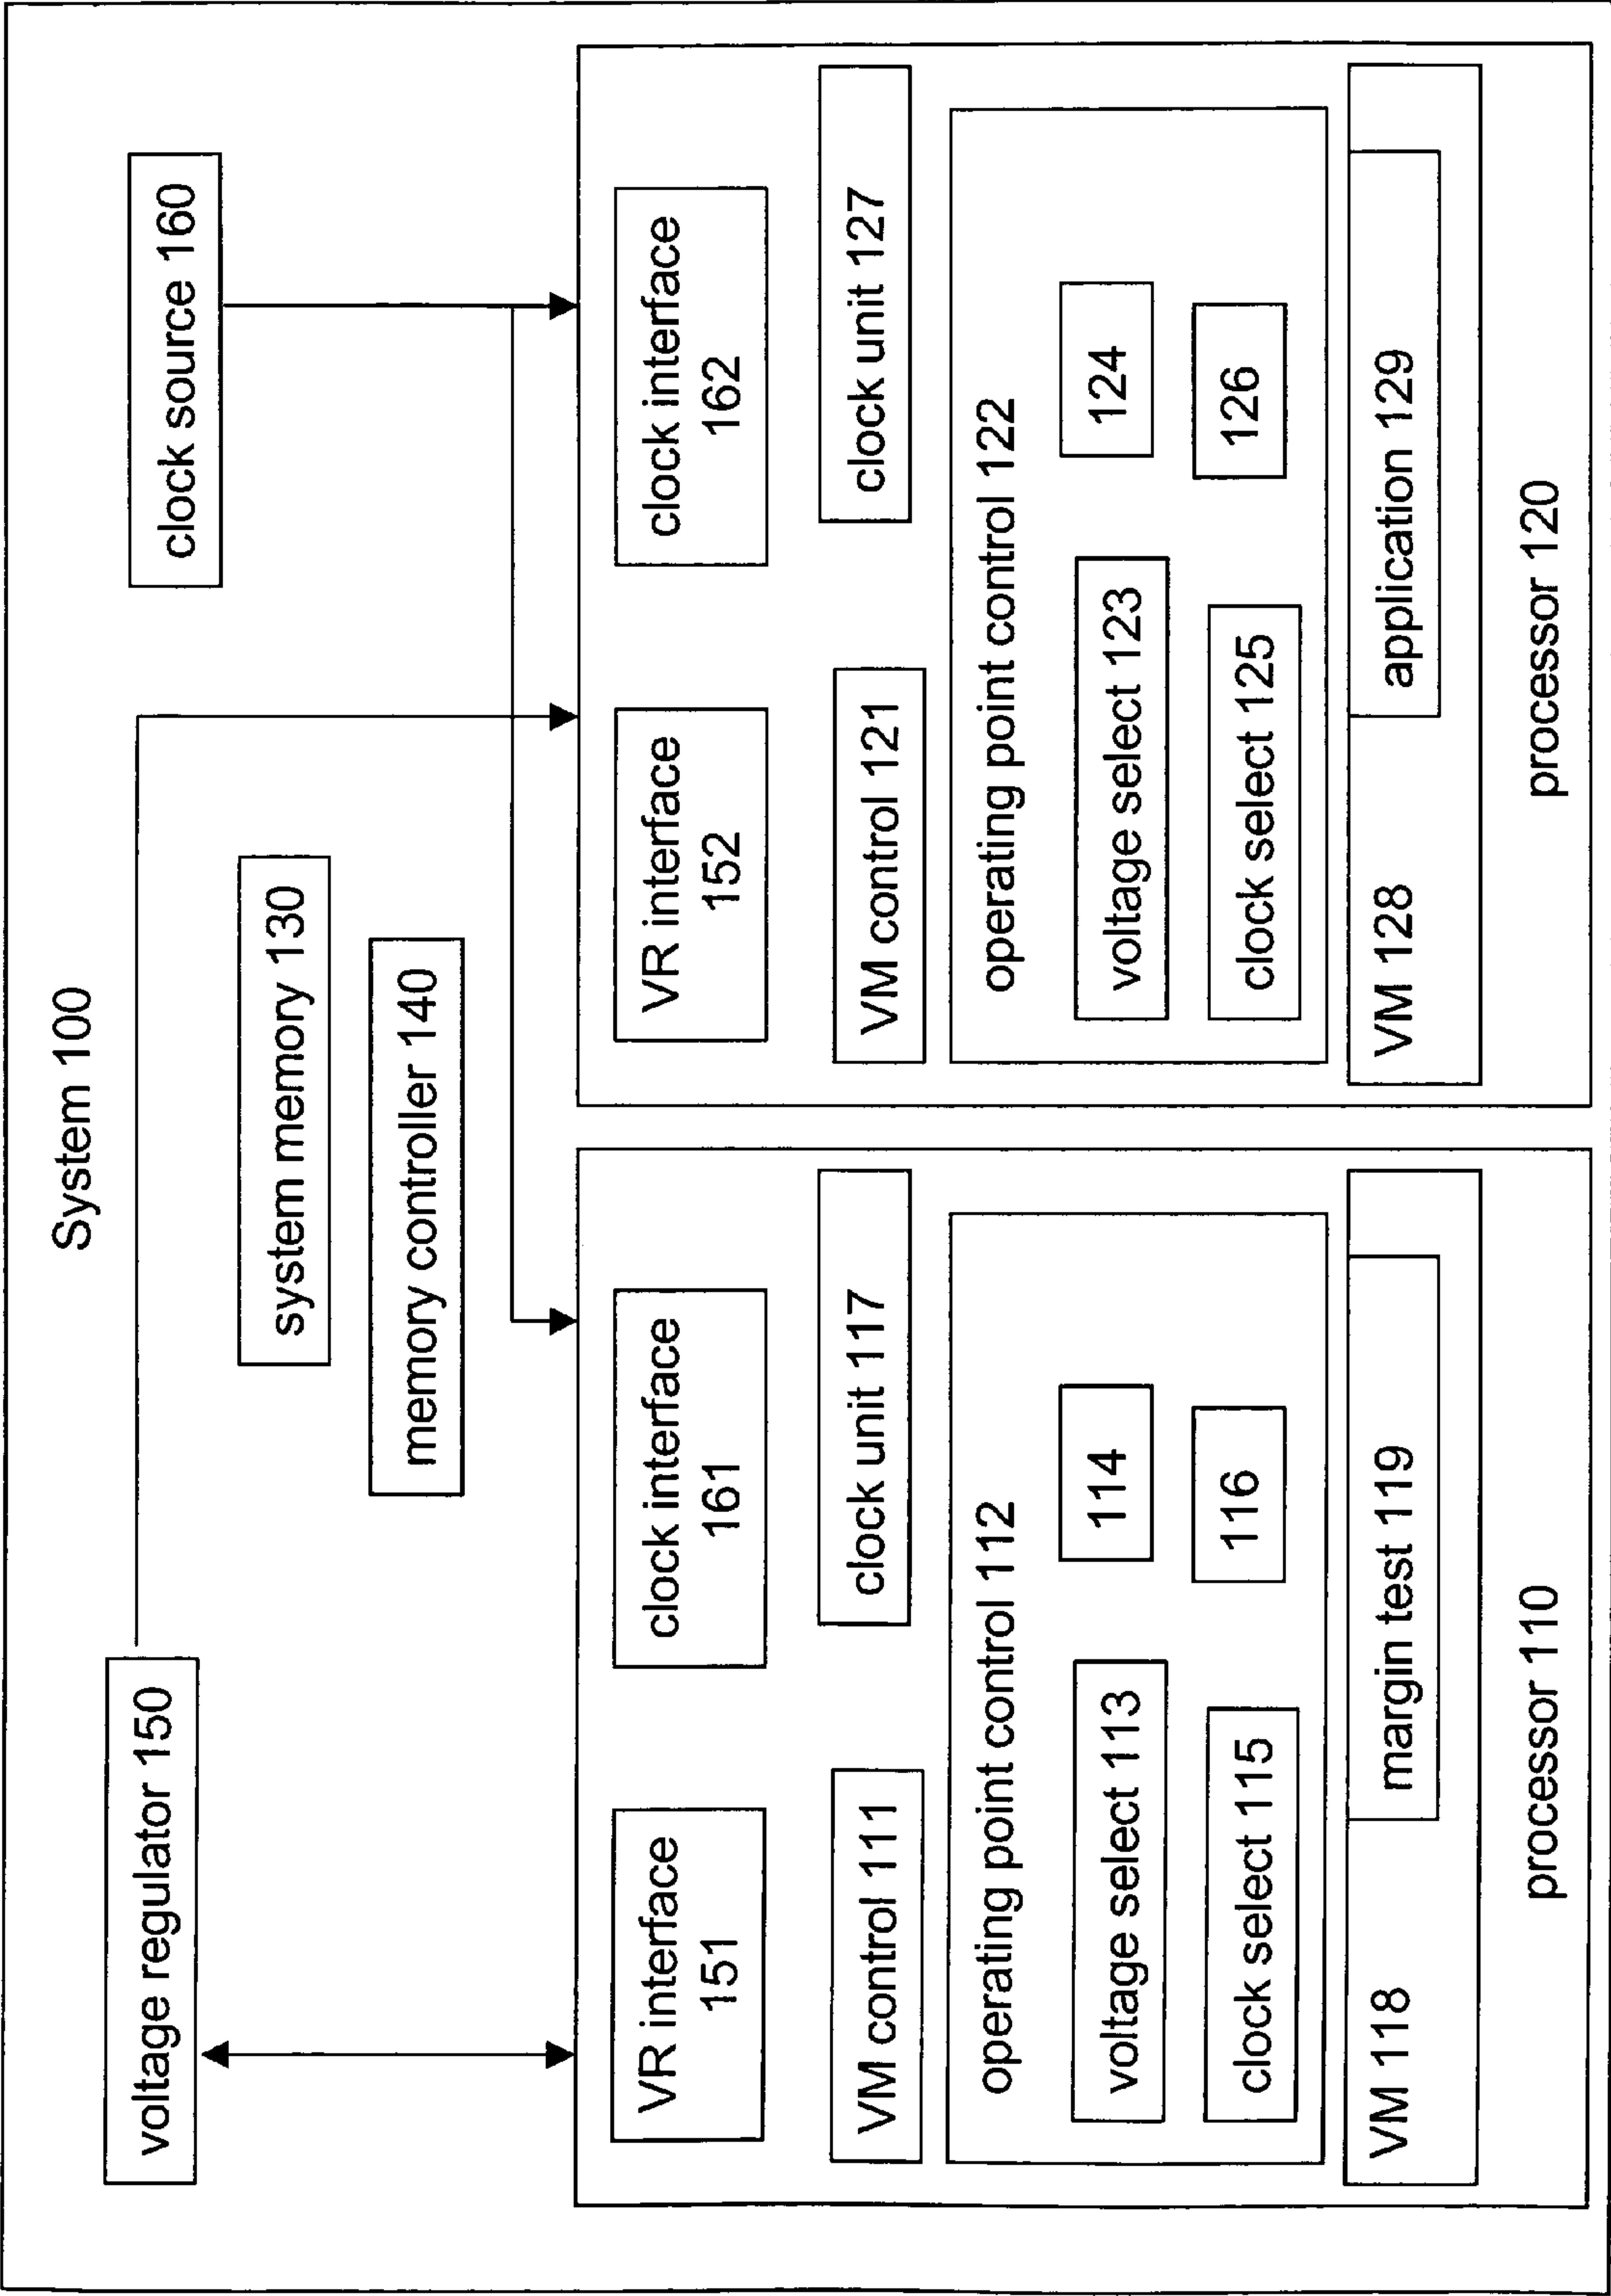 System 100
voltage regulator 150
clock source 160
system memory 130
memory controller 140
VR interface
151
clock interface
161
VM control 111
clock unit 117
operating point control 112
voltage select 113
114
clock select 115
116
VM 118
margin test 119
processor 110
VR interface
152
clock interface
162
VM control 121
clock unit 127
operating point control 122
voltage select 123
124
clock select 125
126
VM 128
application 129
processor 120